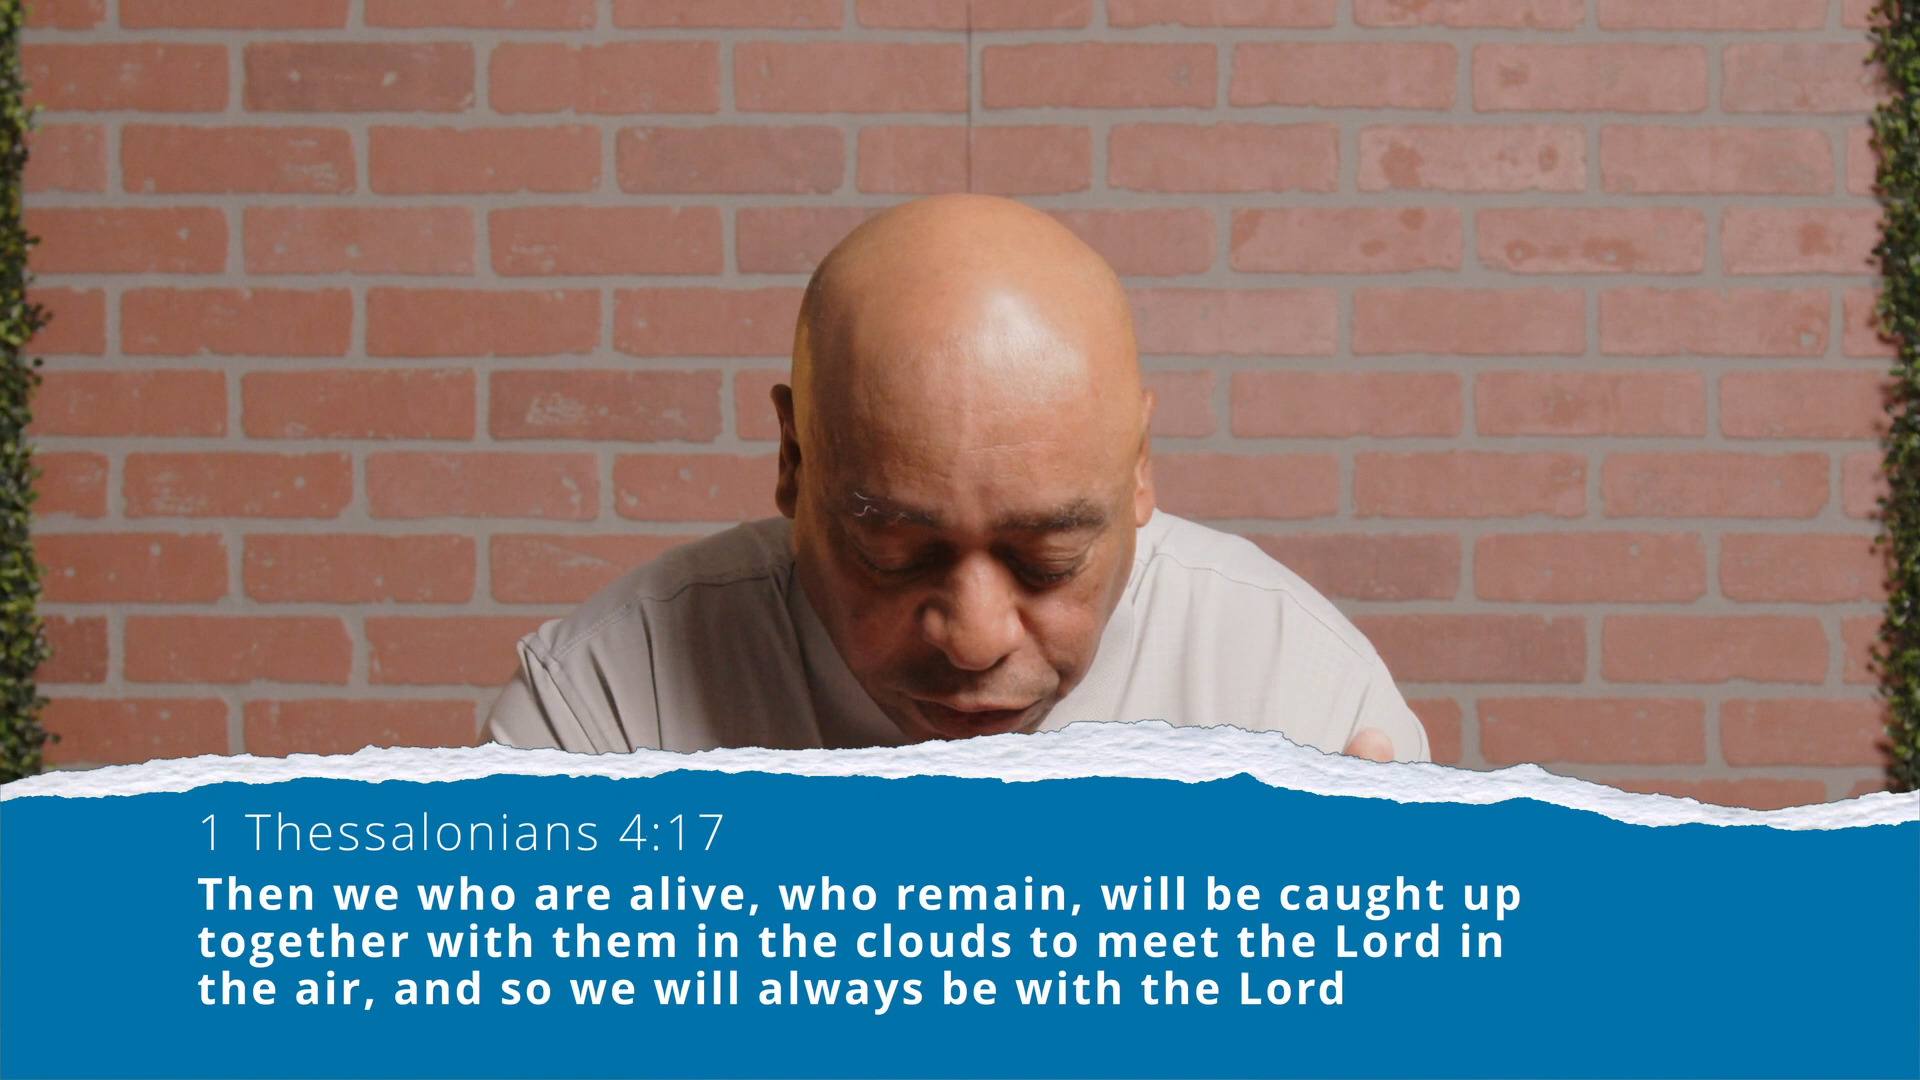 1 Thessalonians 4:17
Then we who are alive, who remain, will be caught up
together with them in the clouds to meet the Lord in
the air, and so we will always be with the Lord